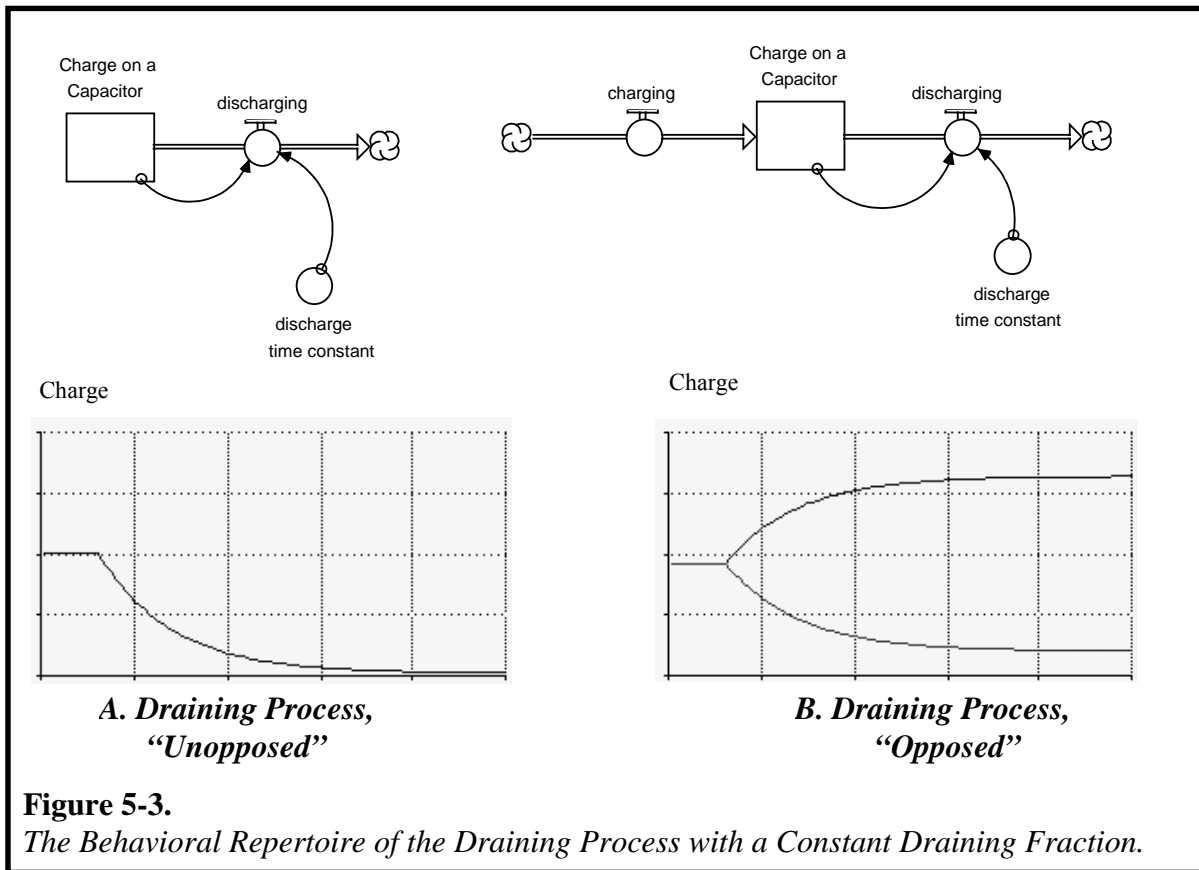 Charge on a
Capacitor
discharging
discharge
time constant
charging
Charge on a
Capacitor
discharging
discharge
time constant
Charge
Charge
A. Draining Process,
“Unopposed”
B. Draining Process,
“Opposed”
Figure 5-3.
The Behavioral Repertoire of the Draining Process with a Constant Draining Fraction.